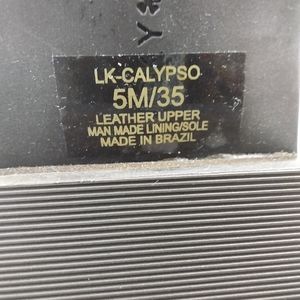 LK-CALYPSO
5M/35
LEATHER UPPER
MAN MADE LINING/SOLE
MADE IN BRAZIL